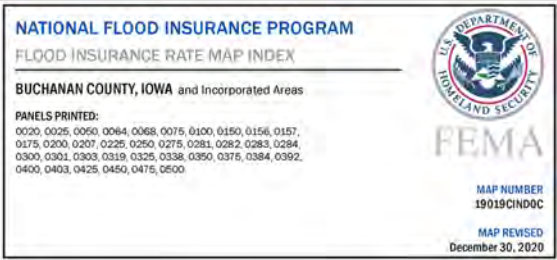 NATIONAL FLOOD INSURANCE PROGRAM
FLOOD INSURANCE RATE MAP INDEX
BUCHANAN COUNTY, IOWA and Incorporated Areas
PANELS PRINTED:
0020, 0025, 0050, 0064, 0068, 0075, 0100, 0150, 0156, 0157,
0175, 0200, 0207, 0225, 0250, 0275, 0281, 0282, 0283, 0284,
0300, 0301, 0303, 0319, 0325, 0338, 0350, 0375, 0384, 0392,
0400, 0403, 0425, 0450, 0475, 0500
U.S. DEPARTMENT OF
HOMELAND SECURITY
FEMA
MAP NUMBER
19019CIND0C
MAP REVISED
December 30, 2020